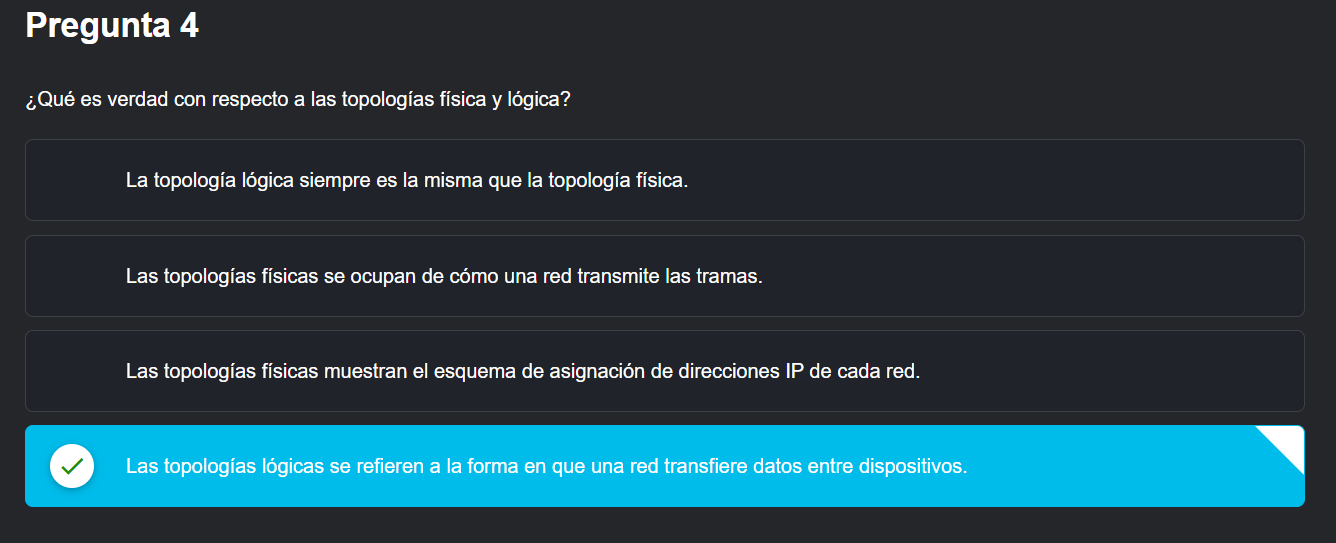 Pregunta 4
¿Qué es verdad con respecto a las topologías física y lógica?
La topología lógica siempre es la misma que la topología física.
Las topologías físicas se ocupan de cómo una red transmite las tramas.
Las topologías físicas muestran el esquema de asignación de direcciones IP de cada red.
Las topologías lógicas se refieren a la forma en que una red transfiere datos entre dispositivos.